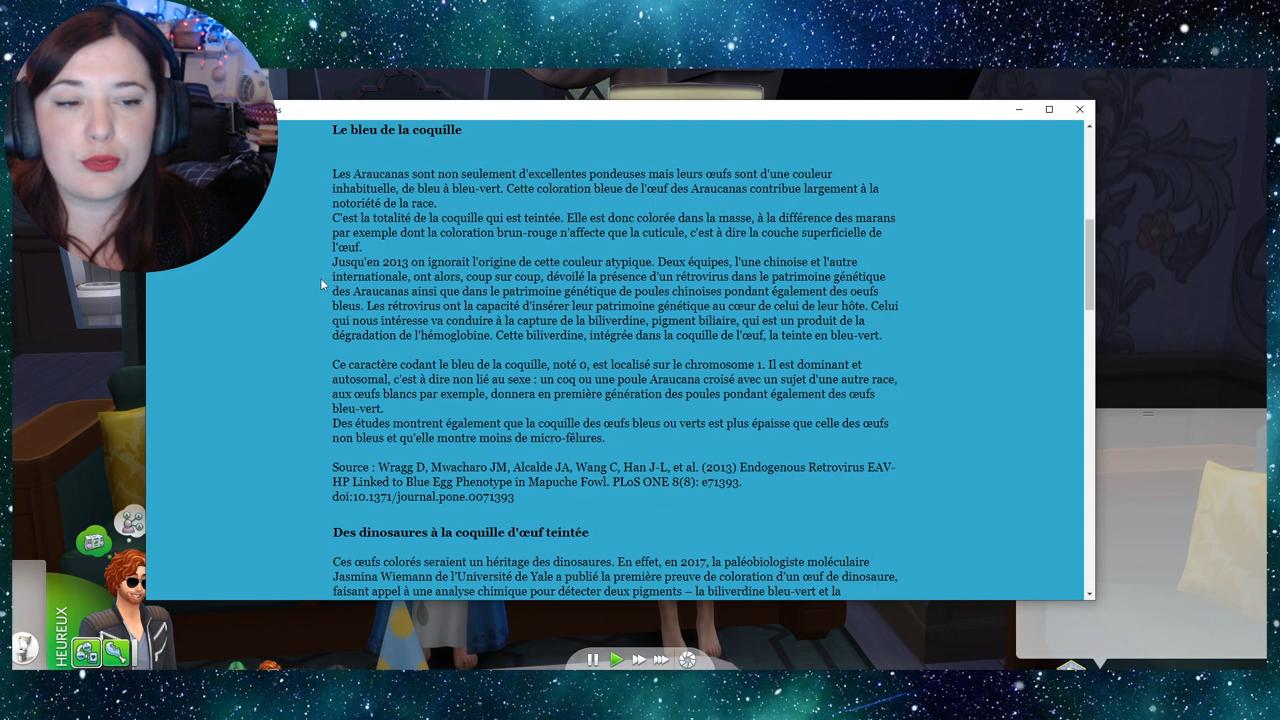 Le bleu de la coquille
Les Araucanas sont non seulement d'excellentes pondeuses mais leurs œufs sont d'une couleur
inhabituelle, de bleu à bleu-vert. Cette coloration bleue de l'œuf des Araucanas contribue largement à la
notoriété de la race.
C'est la totalité de la coquille qui est teintée. Elle est donc colorée dans la masse, à la différence des marans
par exemple dont la coloration brun-rouge n'affecte que la cuticule, c'est à dire la couche superficielle de
l'œuf.
Jusqu'en 2013 on ignorait l'origine de cette couleur atypique. Deux équipes, l'une chinoise et l'autre
internationale, ont alors, coup sur coup, dévoilé la présence d'un rétrovirus dans le patrimoine génétique
des Araucanas ainsi que dans le patrimoine génétique de poules chinoises pondant également des oeufs
bleus. Les rétrovirus ont la capacité d'insérer leur patrimoine génétique au cœur de celui de leur hôte. Celui
qui nous intéresse va conduire à la capture de la biliverdine, pigment biliaire, qui est un produit de la
dégradation de l'hémoglobine. Cette biliverdine, intégrée dans la coquille de l'œuf, la teinte en bleu-vert.
Ce caractère codant le bleu de la coquille, noté 0, est localisé sur le chromosome 1. Il est dominant et
autosomal, c'est à dire non lié au sexe : un coq ou une poule Araucana croisé avec un sujet d'une autre race,
aux œufs blancs par exemple, donnera en première génération des poules pondant également des œufs
bleu-vert.
Des études montrent également que la coquille des œufs bleus ou verts est plus épaisse que celle des œufs
non bleus et qu'elle montre moins de micro-fêlures.
Source : Wragg D, Mwacharo JM, Alcalde JA, Wang C, Han J-L, et al. (2013) Endogenous Retrovirus EAV-
HP Linked to Blue Egg Phenotype in Mapuche Fowl. PLoS ONE 8(8): e71393.
doi:10.1371/journal.pone.0071393
Des dinosaures à la coquille d'œuf teintée
Ces œufs colorés seraient un héritage des dinosaures. En effet, en 2017, la paléobiologiste moléculaire
Jasmina Wiemann de l'Université de Yale a publié la première preuve de coloration d'un œuf de dinosaure,
faisant appel à une analyse chimique pour détecter deux pigments – la biliverdine bleu-vert et la
HEUREUX